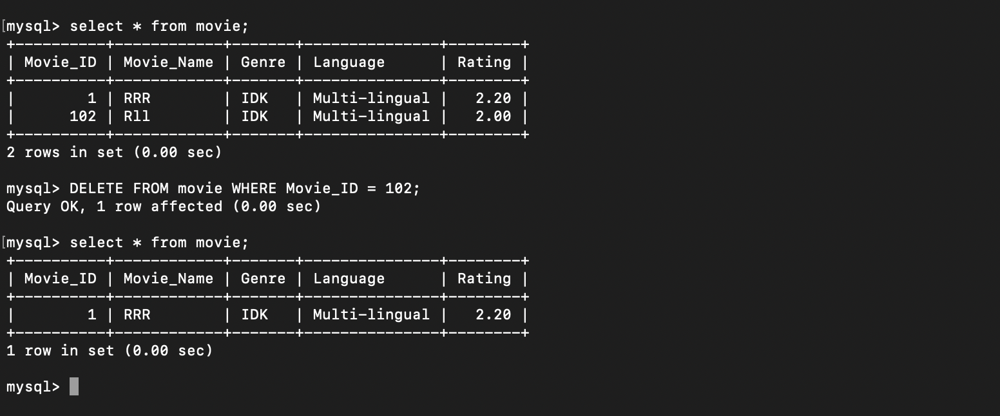 mysql> select * from movie;
+----------+------------+-------+---------------+--------+
| Movie_ID | Movie_Name | Genre | Language      | Rating |
+----------+------------+-------+---------------+--------+
|        1 | RRR        | IDK   | Multi-lingual |   2.20 |
|      102 | Rll        | IDK   | Multi-lingual |   2.00 |
+----------+------------+-------+---------------+--------+
2 rows in set (0.00 sec)

mysql> DELETE FROM movie WHERE Movie_ID = 102;
Query OK, 1 row affected (0.00 sec)

mysql> select * from movie;
+----------+------------+-------+---------------+--------+
| Movie_ID | Movie_Name | Genre | Language      | Rating |
+----------+------------+-------+---------------+--------+
|        1 | RRR        | IDK   | Multi-lingual |   2.20 |
+----------+------------+-------+---------------+--------+
1 row in set (0.00 sec)

mysql>